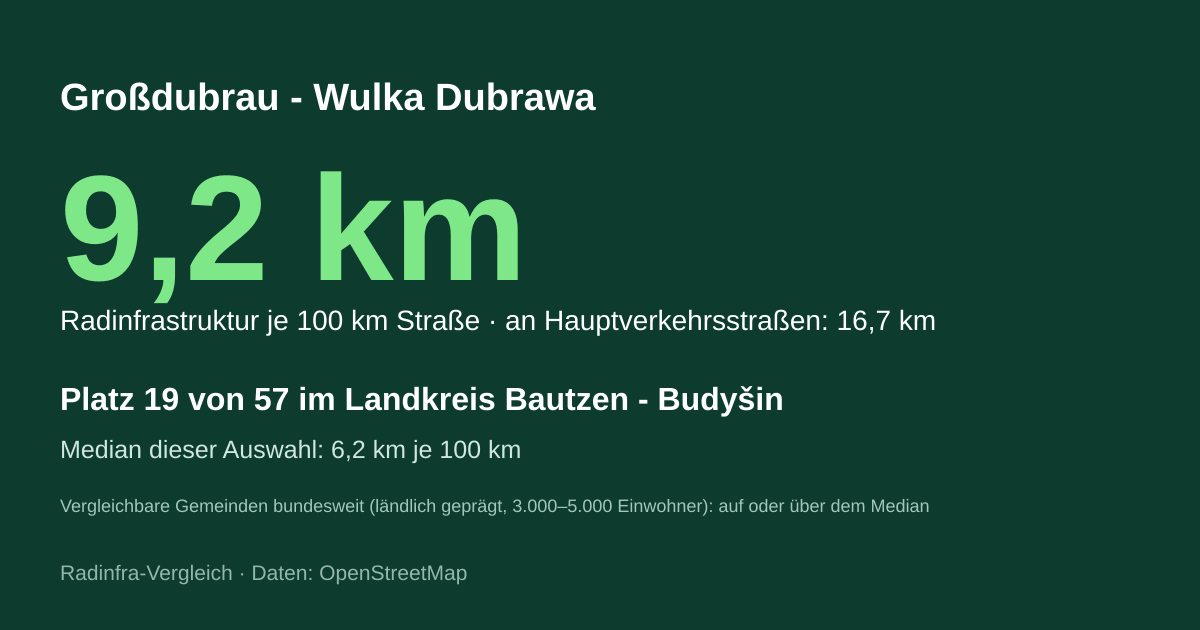 Großdubrau - Wulka Dubrawa
9,2 km
Radinfrastruktur je 100 km Straße · an Hauptverkehrsstraßen: 16,7 km
Platz 19 von 57 im Landkreis Bautzen - Budyšin
Median dieser Auswahl: 6,2 km je 100 km
Vergleichbare Gemeinden bundesweit (ländlich geprägt, 3.000–5.000 Einwohner): auf oder über dem Median
Radinfra-Vergleich · Daten: OpenStreetMap